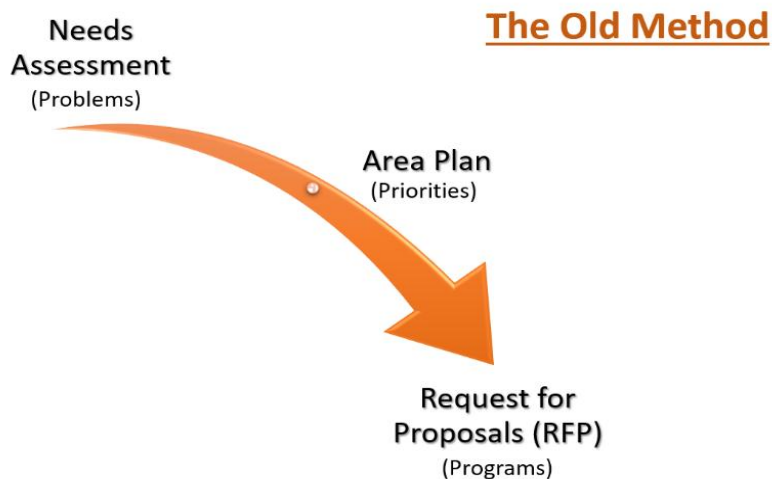 The Old Method
Needs
Assessment
(Problems)
Area Plan
(Priorities)
Request for
Proposals (RFP)
(Programs)